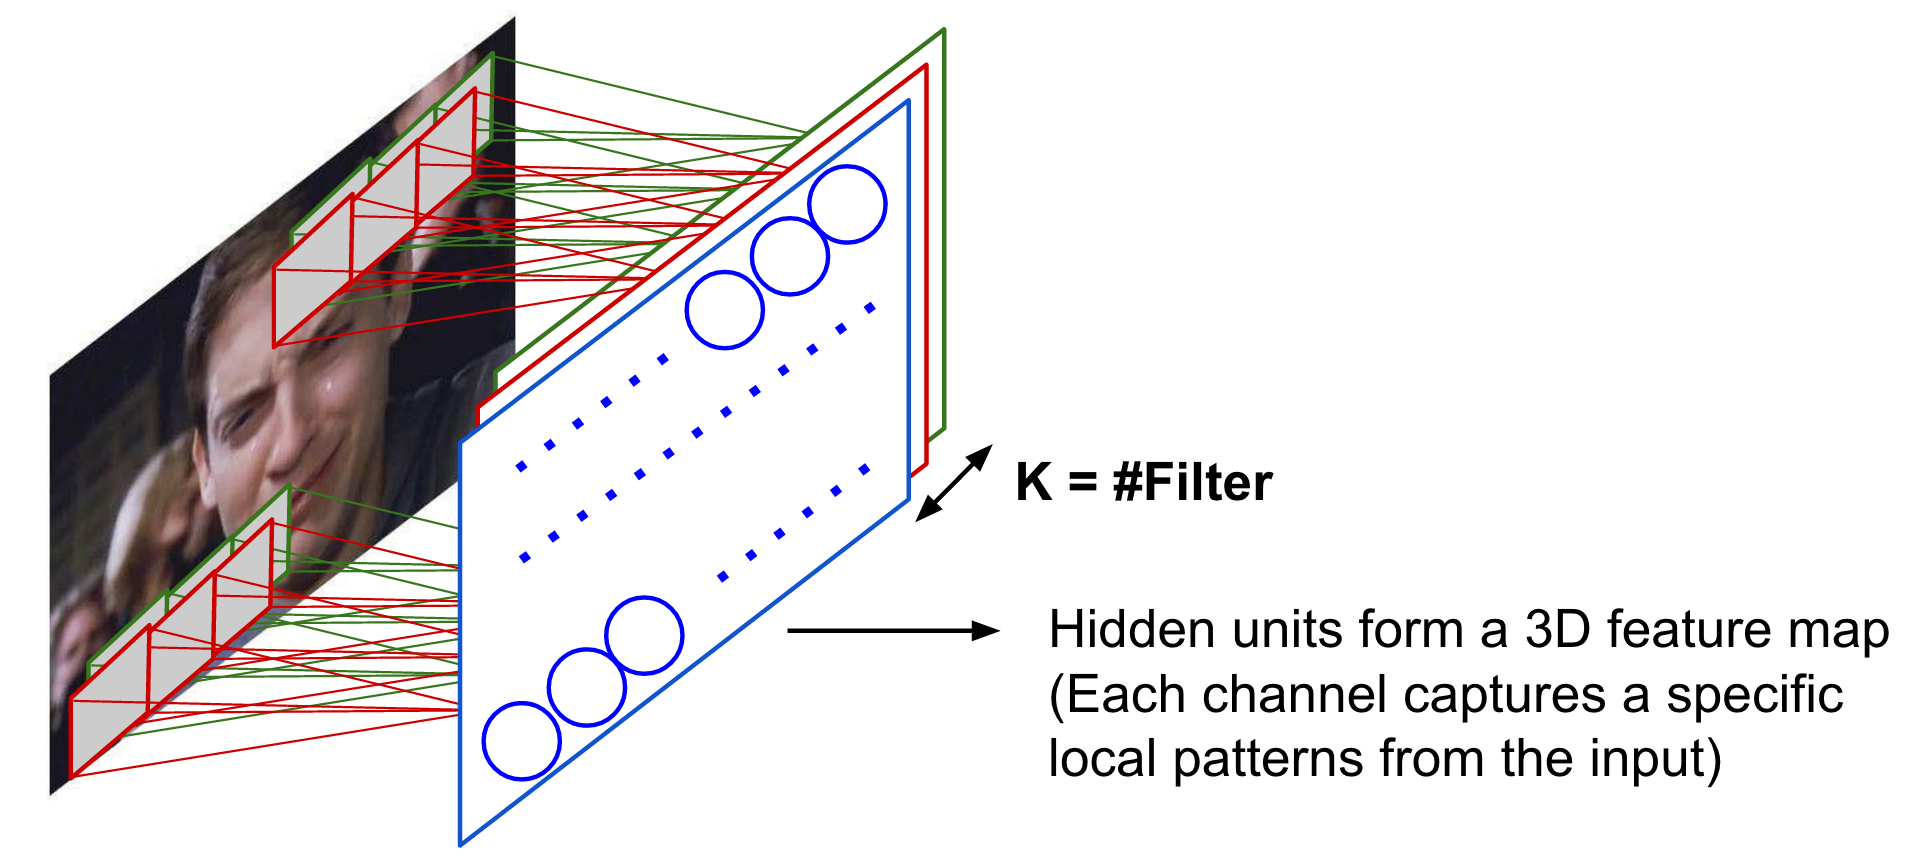 K = #Filter
Hidden units form a 3D feature map
(Each channel captures a specific
local patterns from the input)